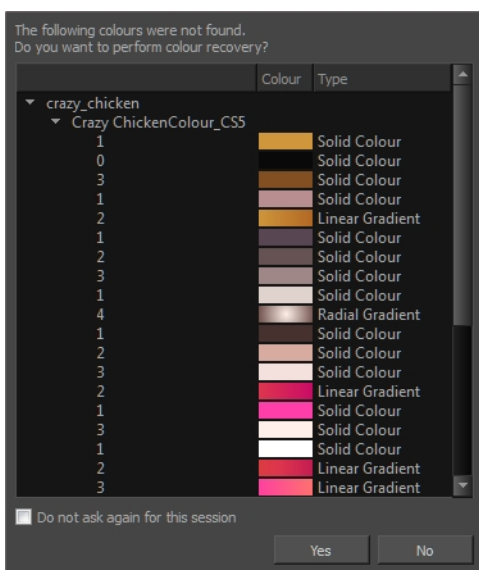 The following colours were not found.
Do you want to perform colour recovery?
Colour Type
crazy_chicken
Crazy ChickenColour_CS5
1 Solid Colour
0 Solid Colour
3 Solid Colour
1 Solid Colour
2 Linear Gradient
1 Solid Colour
2 Solid Colour
3 Solid Colour
1 Solid Colour
4 Radial Gradient
1 Solid Colour
2 Solid Colour
3 Solid Colour
2 Linear Gradient
1 Solid Colour
3 Solid Colour
1 Solid Colour
2 Linear Gradient
3 Linear Gradient
Do not ask again for this session
Yes No